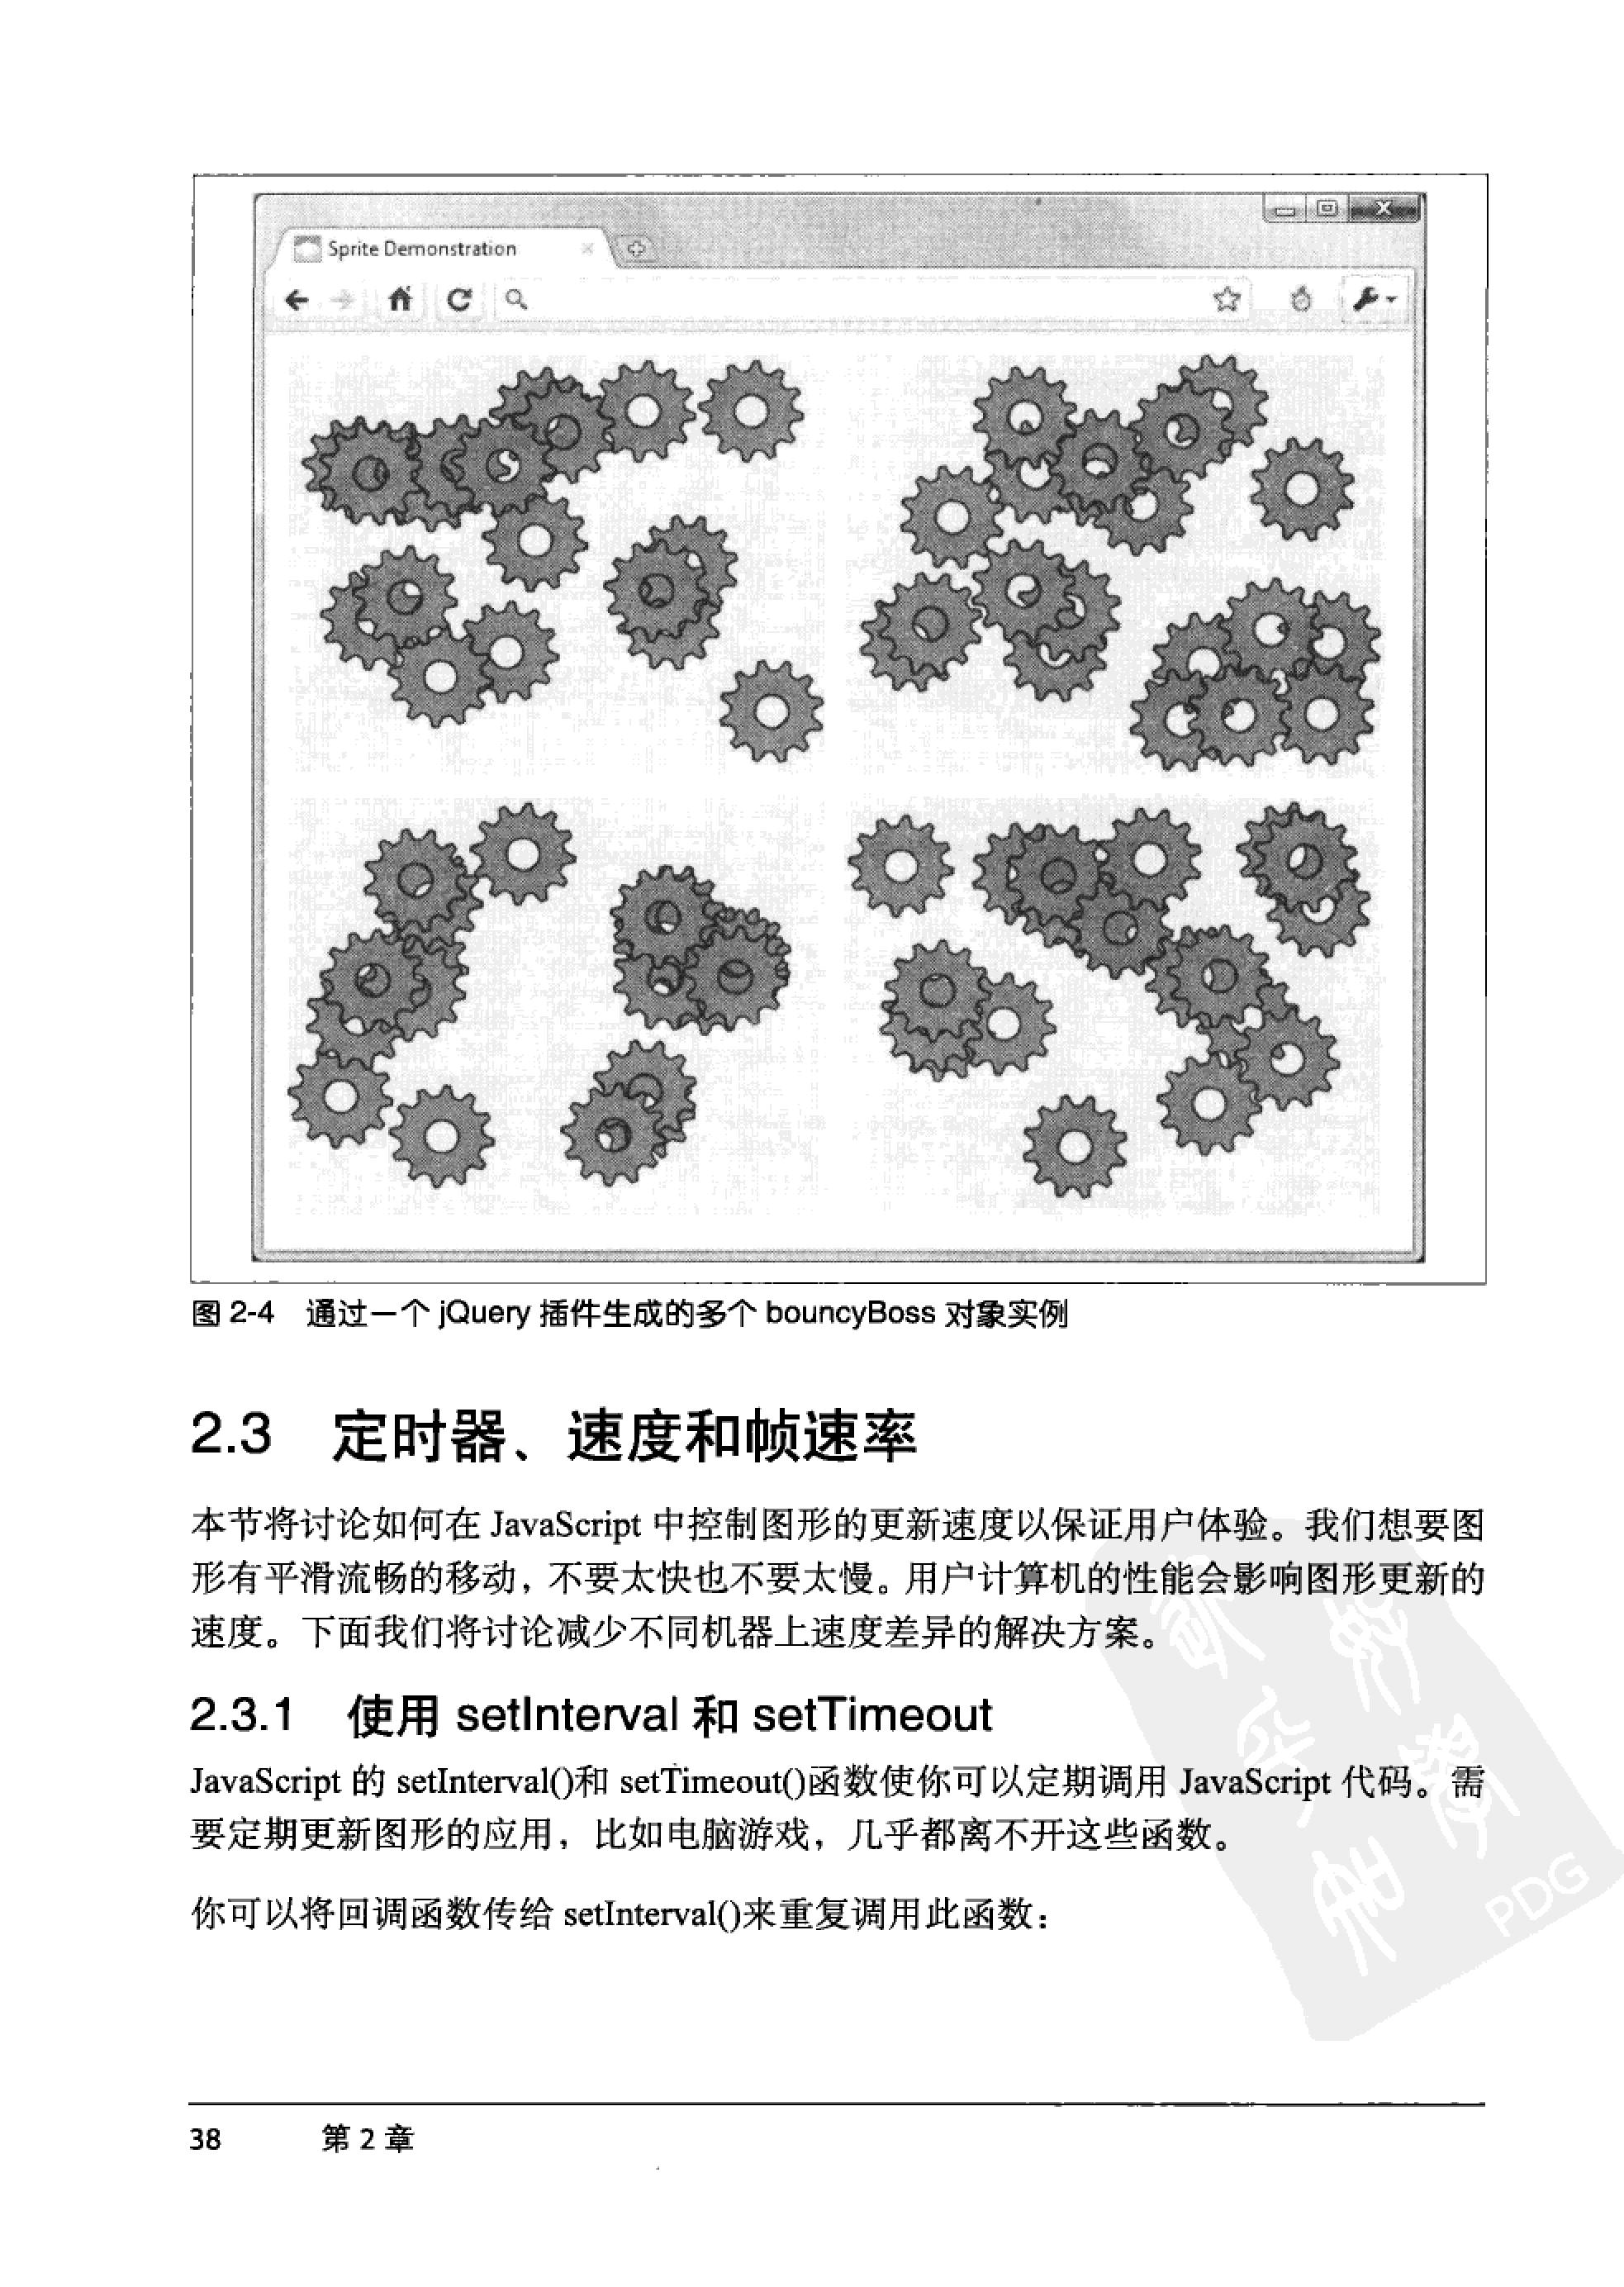 Sprite Demonstration
图 2-4 通过一个 jQuery 插件生成的多个 bouncyBoss 对象实例
2.3 定时器、速度和帧速率
本节将讨论如何在 JavaScript 中控制图形的更新速度以保证用户体验。我们想要图
形有平滑流畅的移动，不要太快也不要太慢。用户计算机的性能会影响图形更新的
速度。下面我们将讨论减少不同机器上速度差异的解决方案。
2.3.1 使用 setInterval 和 setTimeout
JavaScript 的 setInterval()和 setTimeout()函数使你可以定期调用 JavaScript 代码。需
要定期更新图形的应用，比如电脑游戏，几乎都离不开这些函数。
你可以将回调函数传给 setInterval()来重复调用此函数：
PDG
38 第 2 章